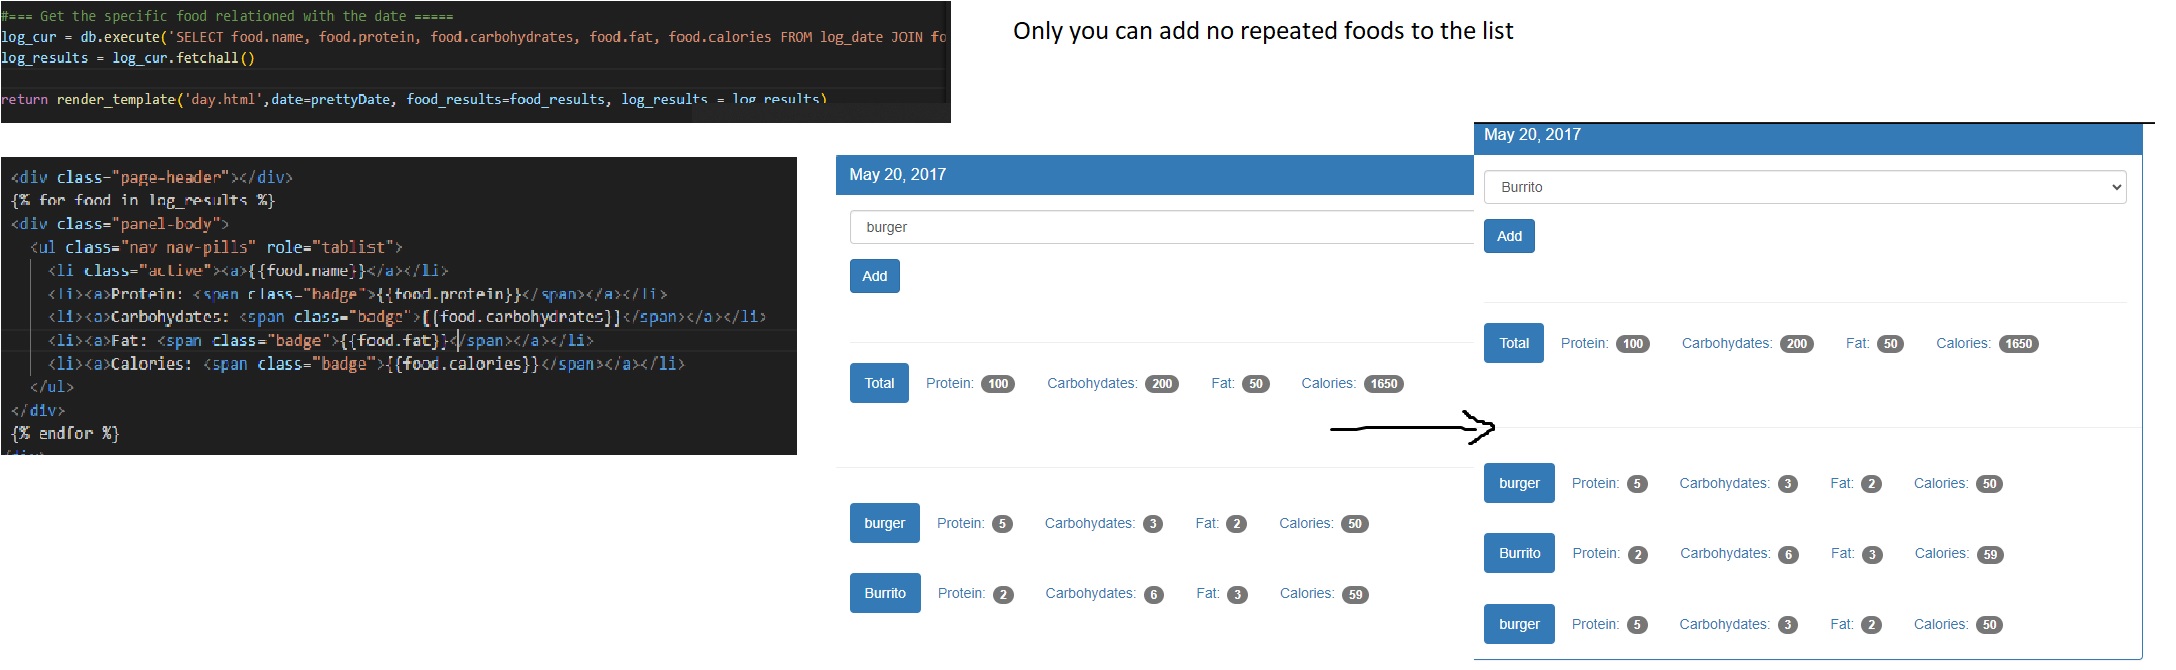 #=== Get the specific food relationed with the date =====
log_cur = db.execute('SELECT food.name, food.protein, food.carbohydrates, food.fat, food.calories FROM log_date JOIN fo
log_results = log_cur.fetchall()
return render_template('day.html',date=prettyDate, food_results=food_results, log_results = log_results)
Only you can add no repeated foods to the list
<div class="page-header"></div>
{% for food in log_results %}
<div class="panel-body">
<ul class="nav nav-pills" role="tablist">
<li class="active"><a>{{food.name}}</a></li>
<li><a>Protein: <span class="badge">{{food.protein}}</span></a></li>
<li><a>Carbohydates: <span class="badge">{{food.carbohydrates}}</span></a></li>
<li><a>Fat: <span class="badge">{{food.fat}}</span></a></li>
<li><a>Calories: <span class="badge">{{food.calories}}</span></a></li>
</ul>
</div>
{% endfor %}
May 20, 2017
burger
Add
Total Protein: 100 Carbohydates: 200 Fat: 50 Calories: 1650
burger Protein: 5 Carbohydates: 3 Fat: 2 Calories: 50
Burrito Protein: 2 Carbohydates: 6 Fat: 3 Calories: 59
May 20, 2017
Burrito
Add
Total Protein: 100 Carbohydates: 200 Fat: 50 Calories: 1650
burger Protein: 5 Carbohydates: 3 Fat: 2 Calories: 50
Burrito Protein: 2 Carbohydates: 6 Fat: 3 Calories: 59
burger Protein: 5 Carbohydates: 3 Fat: 2 Calories: 50